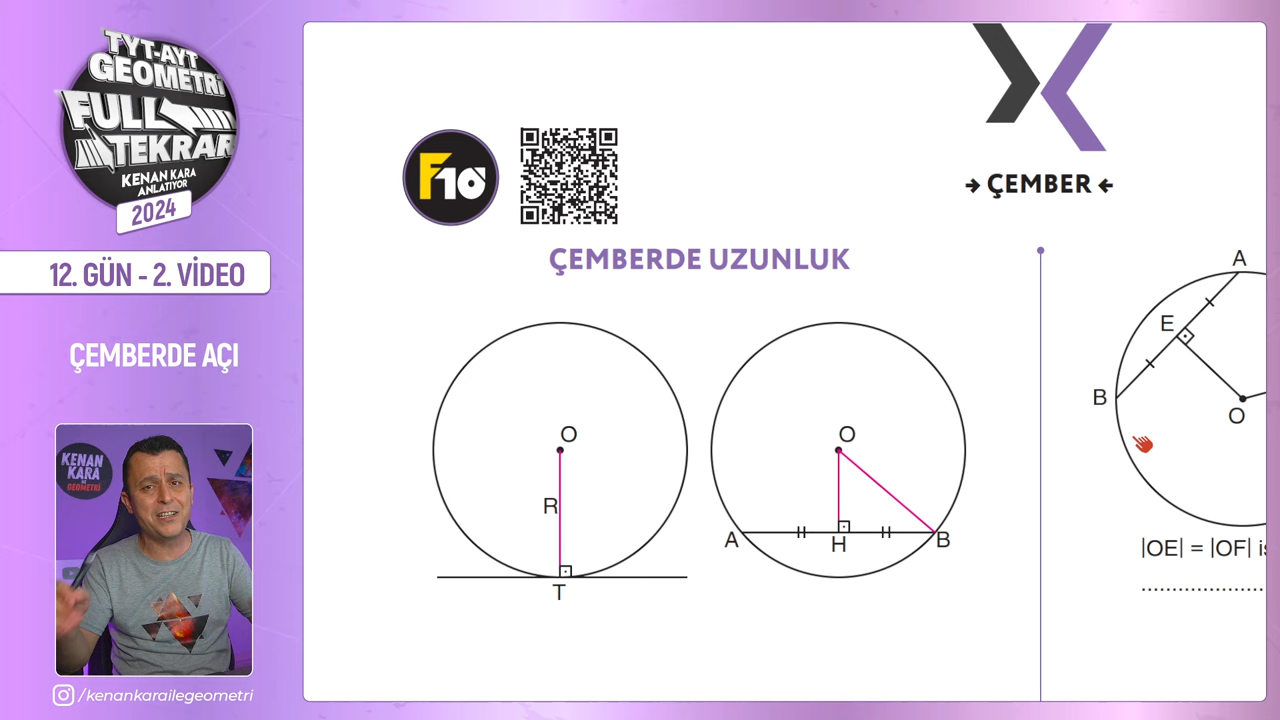 TYT-AYT
GEOMETRİ
FULL
TEKRAR
KENAN KARA
ANLATIYOR
2024
12. GÜN - 2. VİDEO
ÇEMBERDE AÇI
KENAN
KARA
GEOMETRİ
/kenankarailegeometri
F10
ÇEMBER
ÇEMBERDE UZUNLUK
O
R
T
O
A
H
B
A
E
B
O
|OE| = |OF| is
....................